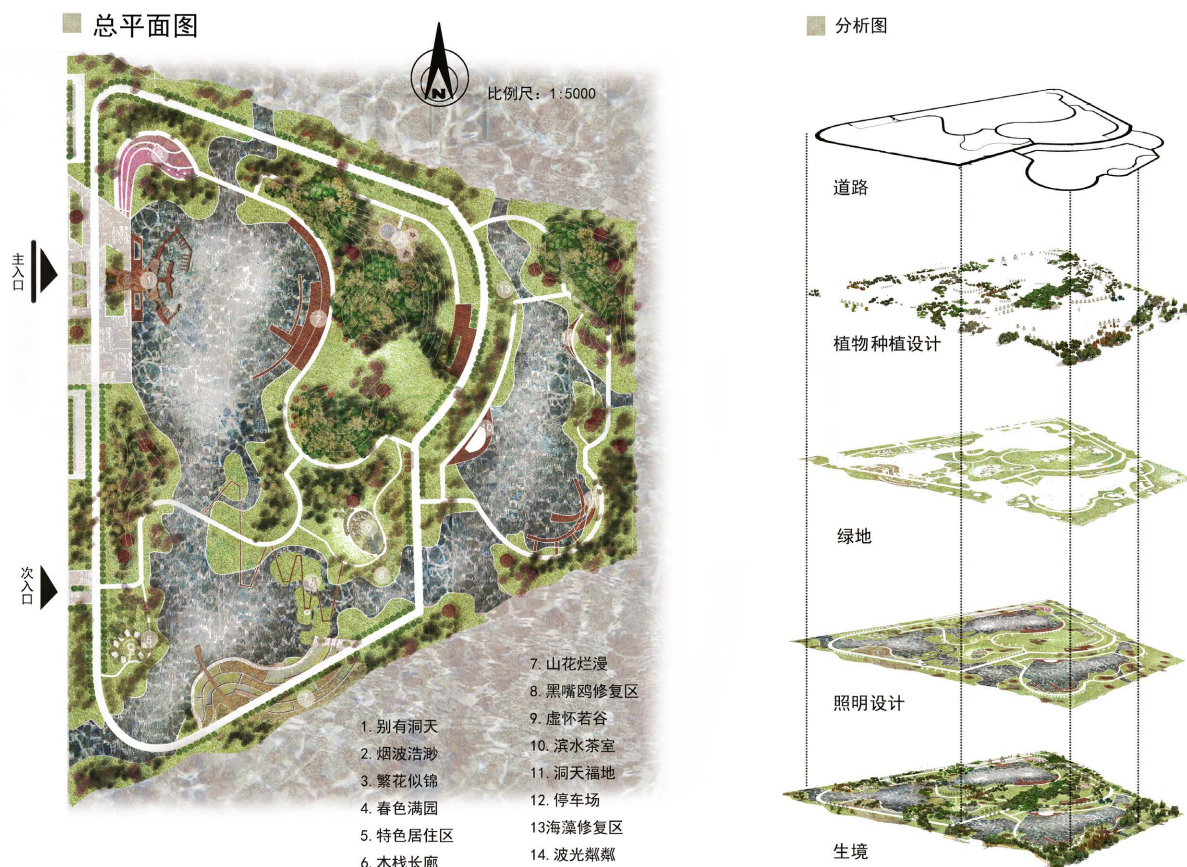 总平面图
N
比例尺：1:5000
主入口
次入口
1
2
5
10
1. 别有洞天
2. 烟波浩渺
3. 繁花似锦
4. 春色满园
5. 特色居住区
6. 木栈长廊
7. 山花烂漫
8. 黑嘴鸥修复区
9. 虚怀若谷
10. 滨水茶室
11. 洞天福地
12. 停车场
13海藻修复区
14. 波光粼粼
分析图
道路
植物种植设计
绿地
照明设计
生境